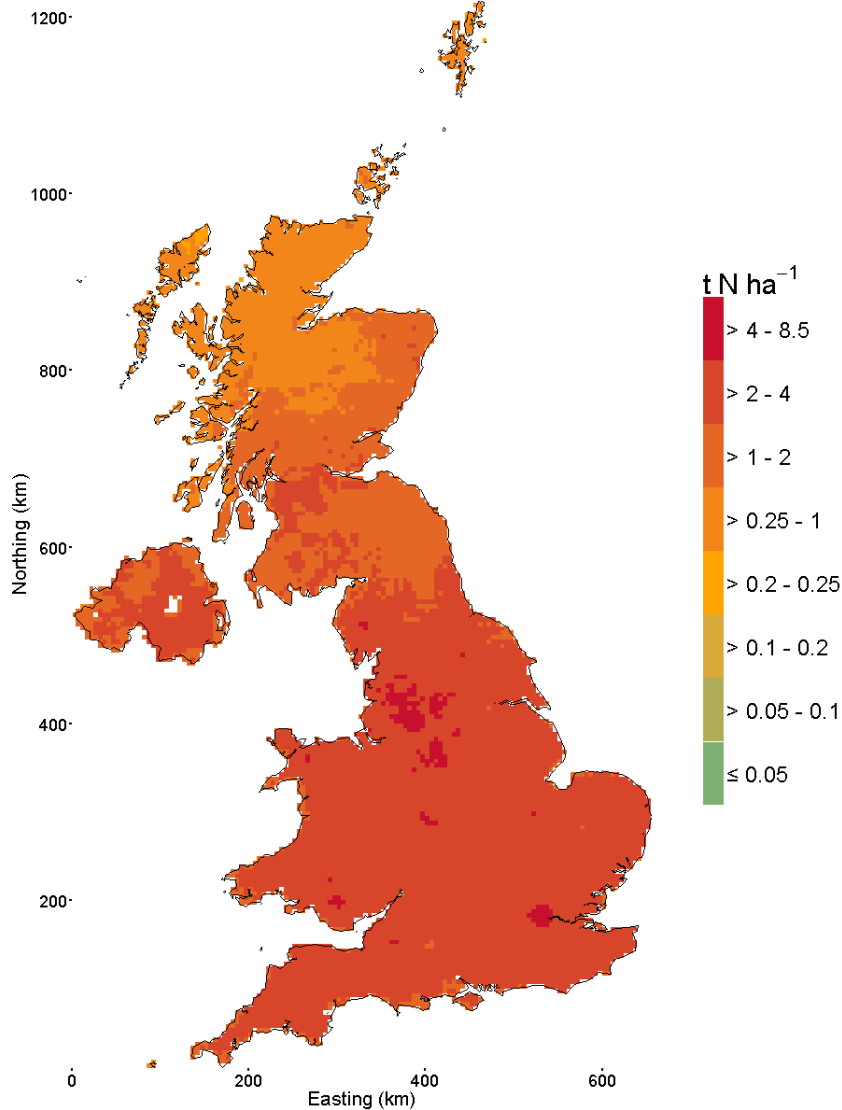 1200
1000
800
600
400
200
Northing (km)
0
200
400
600
Easting (km)
t N ha⁻¹
> 4 - 8.5
> 2 - 4
> 1 - 2
> 0.25 - 1
> 0.2 - 0.25
> 0.1 - 0.2
> 0.05 - 0.1
≤ 0.05